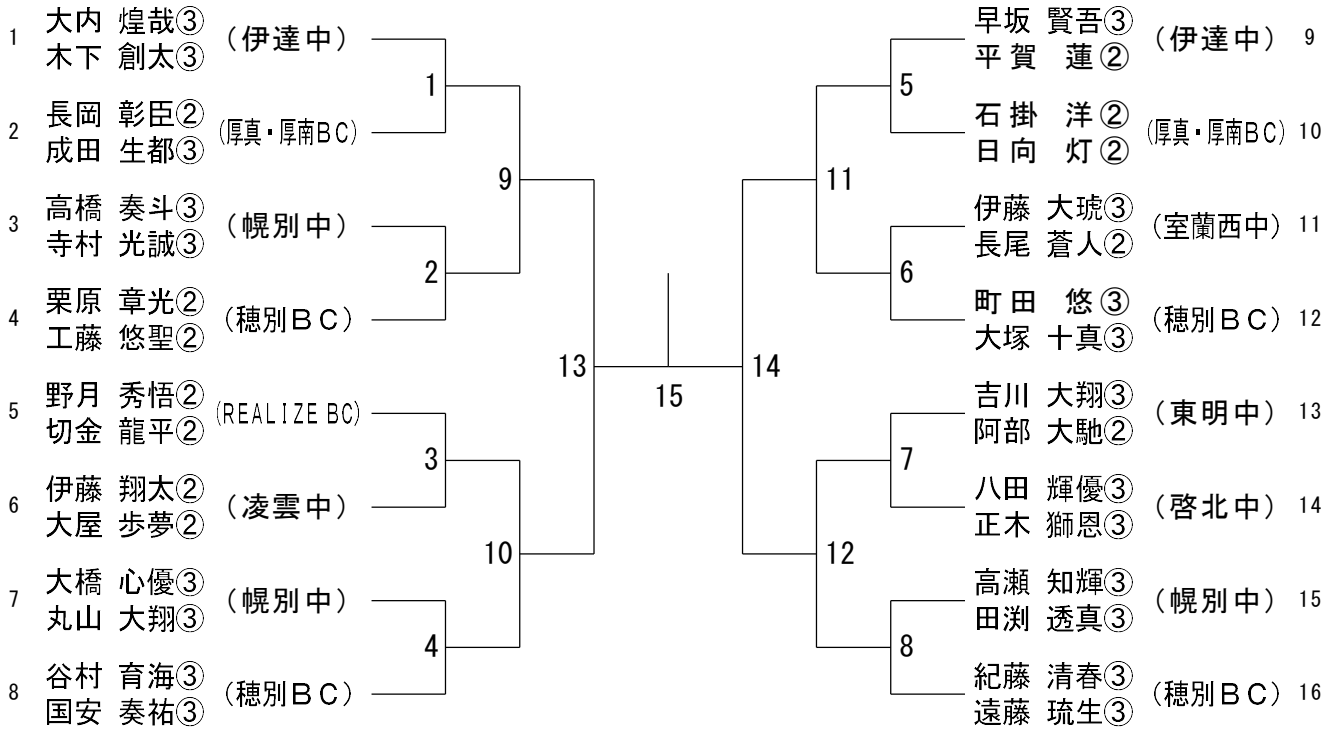 1 大内 煌哉③ (伊達中)
木下 創太③
2 長岡 彰臣② (厚真・厚南BC)
成田 生都③
3 高橋 奏斗③ (幌別中)
寺村 光誠③
4 栗原 章光② (穂別BC)
工藤 悠聖②
5 野月 秀悟② (REALIZE BC)
切金 龍平②
6 伊藤 翔太② (凌雲中)
大屋 歩夢②
7 大橋 心優③ (幌別中)
丸山 大翔③
8 谷村 育海③ (穂別BC)
国安 奏祐③
1
2
3
4
9
10
13
15
14
11
12
5
6
7
8
早坂 賢吾③ (伊達中) 9
平賀 蓮②
石掛 洋② (厚真・厚南BC) 10
日向 灯②
伊藤 大琥③ (室蘭西中) 11
長尾 蒼人②
町田 悠③ (穂別BC) 12
大塚 十真③
吉川 大翔③ (東明中) 13
阿部 大馳②
八田 輝優③ (啓北中) 14
正木 獅恩③
高瀬 知輝③ (幌別中) 15
田渕 透真③
紀藤 清春③ (穂別BC) 16
遠藤 琉生③